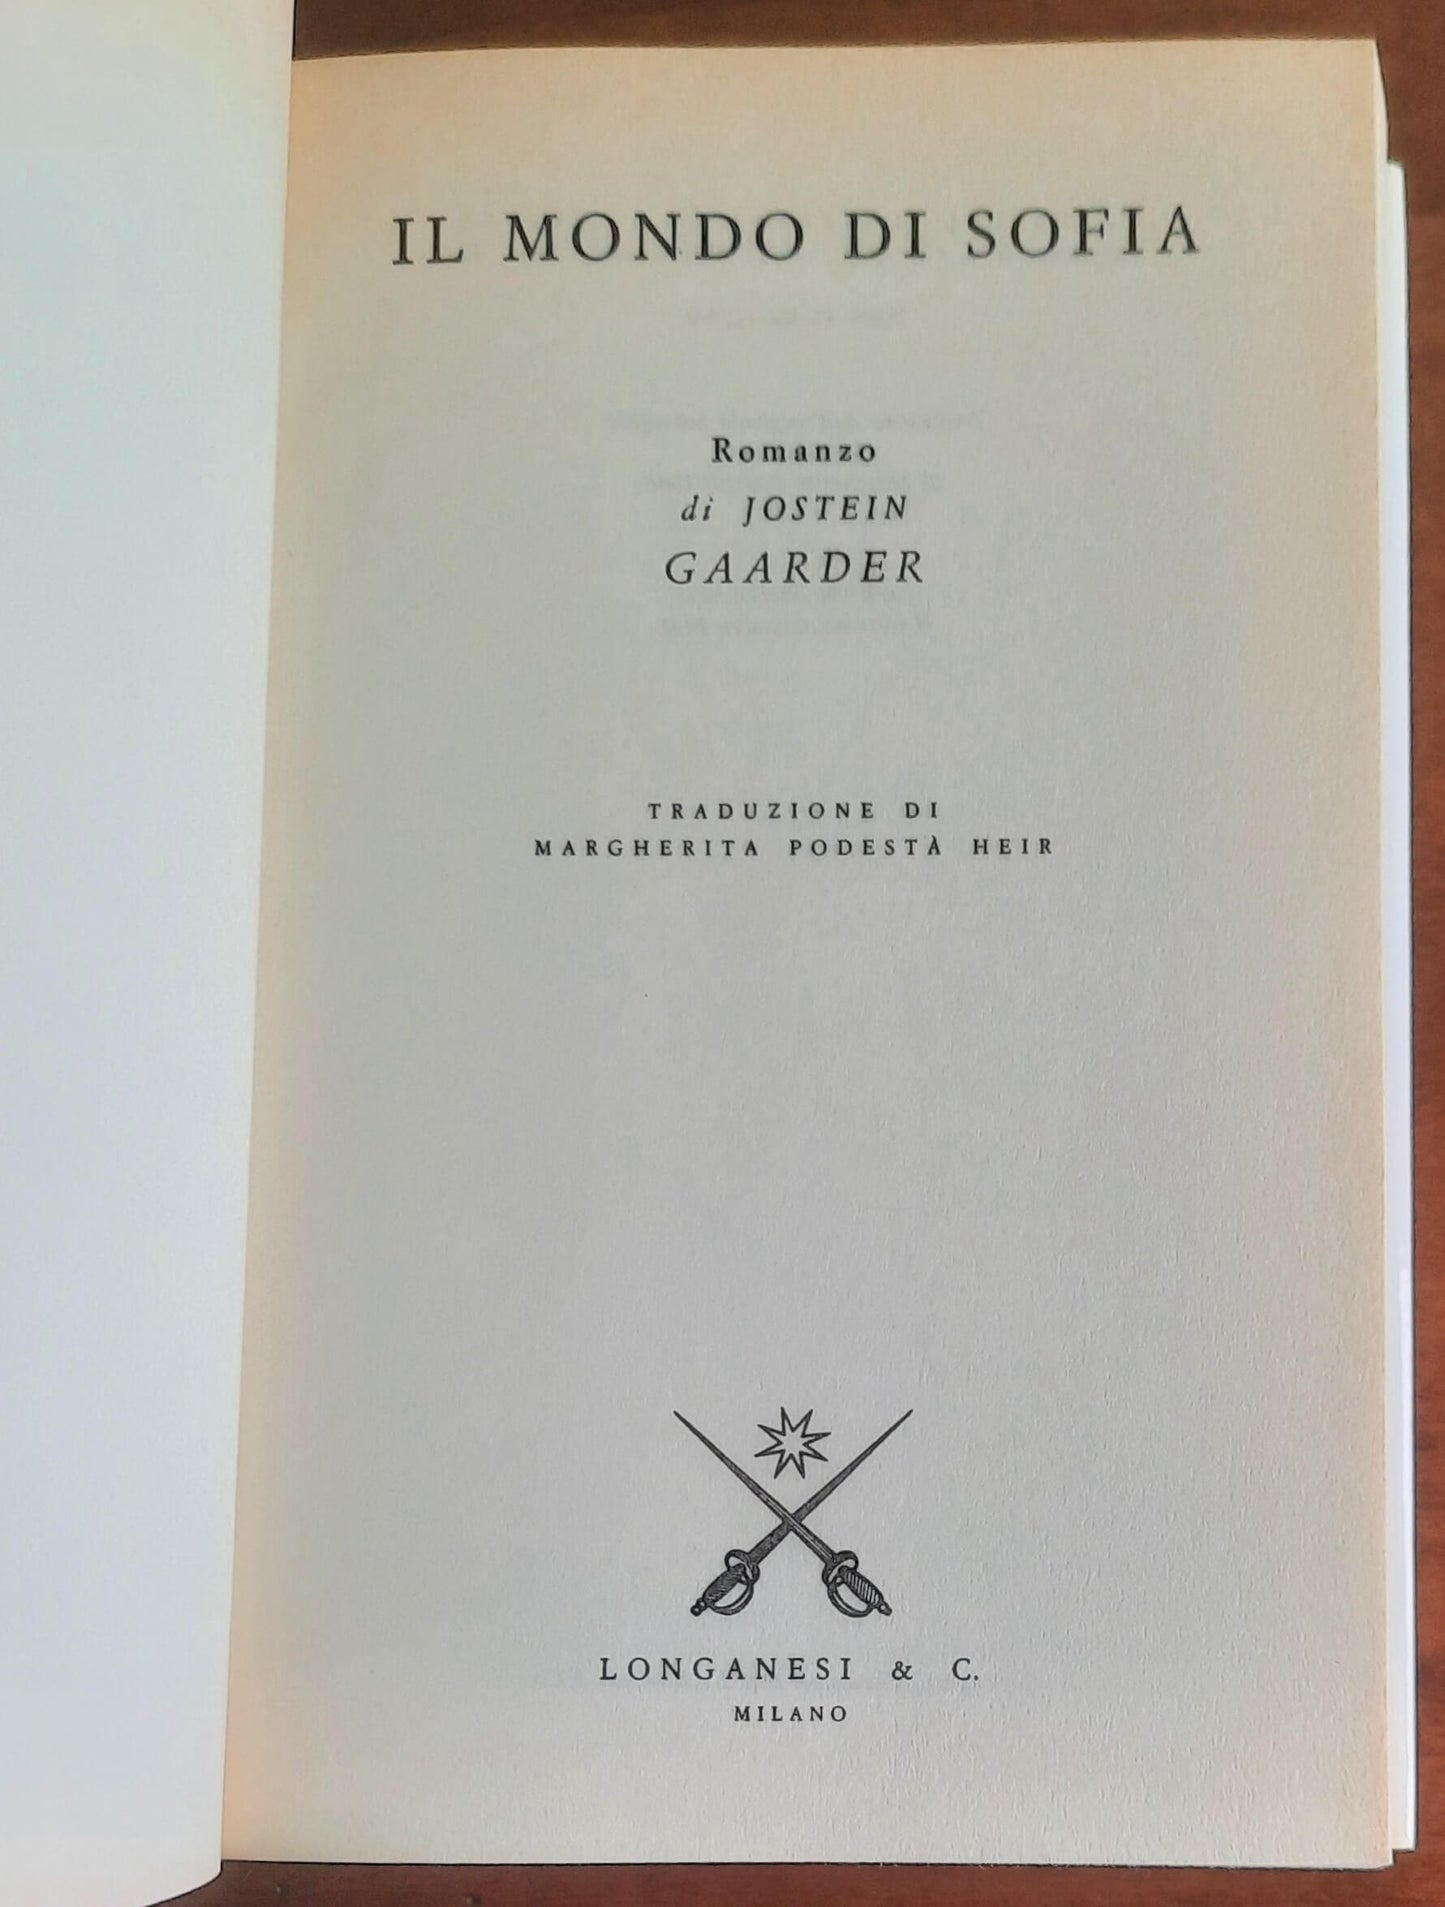 IL MONDO DI SOFIA
Romanzo
di JOSTEIN
GAARDER
TRADUZIONE DI
MARGHERITA PODESTÀ HEIR
LONGANESI & C.
MILANO